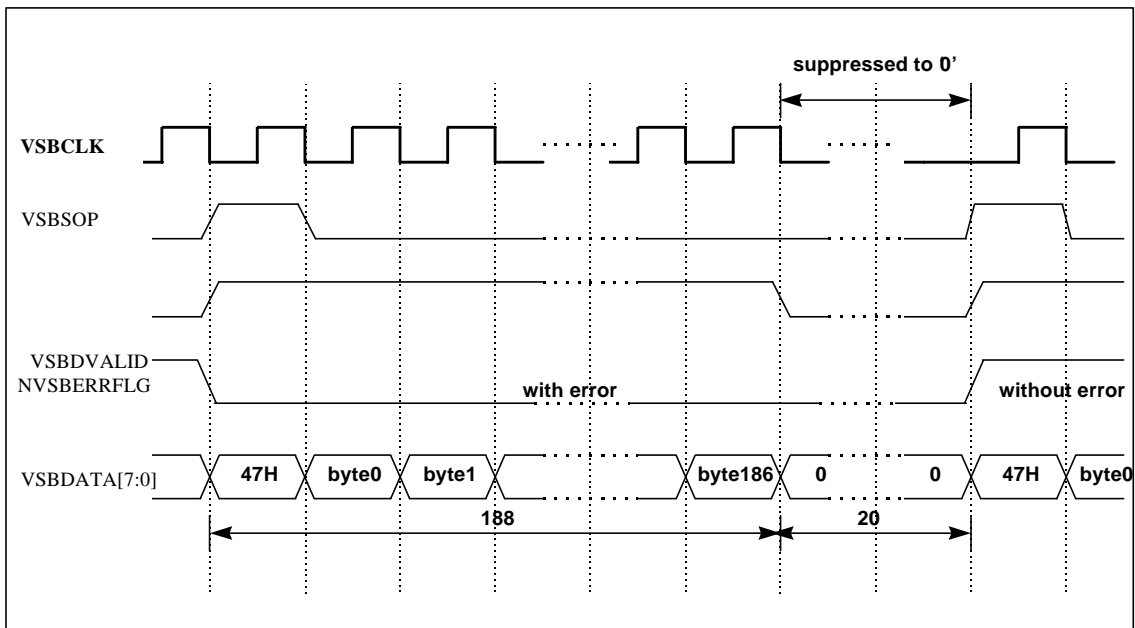 suppressed to 0’
VSBCLK
VSBSOP
VSBDVALID
NVSBERRFLG
with error
without error
VSBDATA[7:0]
47H
byte0
byte1
byte186
0
0
47H
byte0
188
20